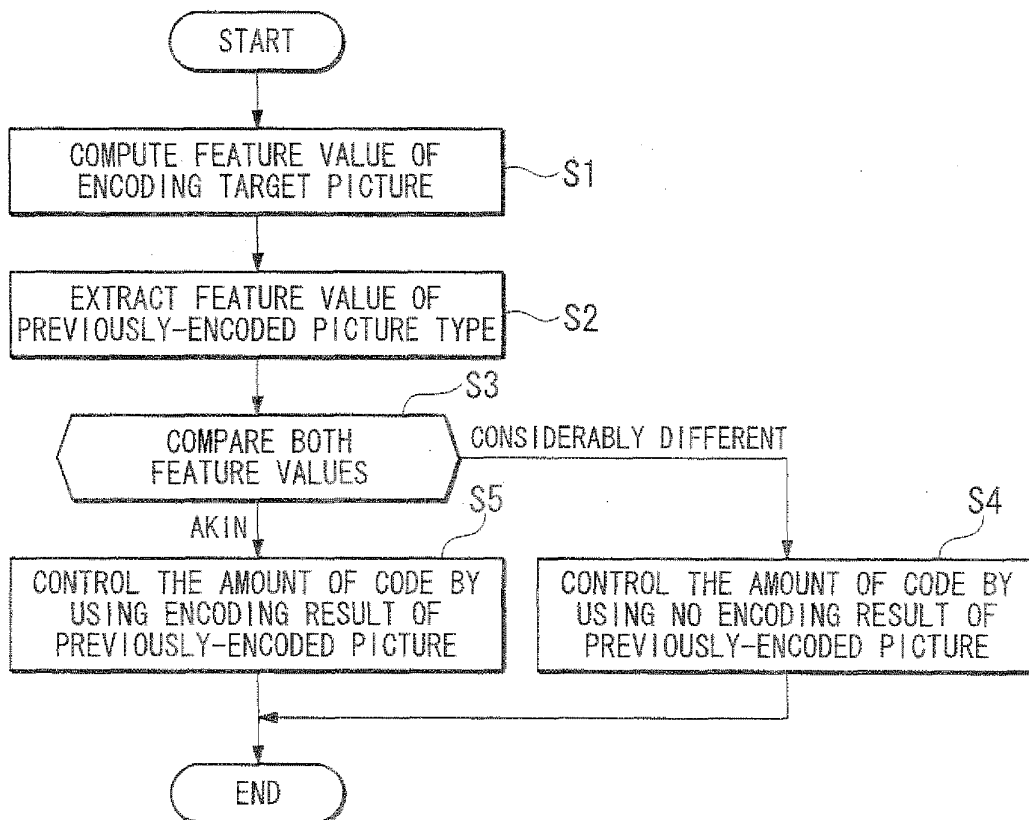 START
COMPUTE FEATURE VALUE OF
ENCODING TARGET PICTURE
S1
EXTRACT FEATURE VALUE OF
PREVIOUSLY-ENCODED PICTURE TYPE
S2
S3
COMPARE BOTH
FEATURE VALUES
CONSIDERABLY DIFFERENT
AKIN
S5
S4
CONTROL THE AMOUNT OF CODE BY
USING ENCODING RESULT OF
PREVIOUSLY-ENCODED PICTURE
CONTROL THE AMOUNT OF CODE BY
USING NO ENCODING RESULT OF
PREVIOUSLY-ENCODED PICTURE
END